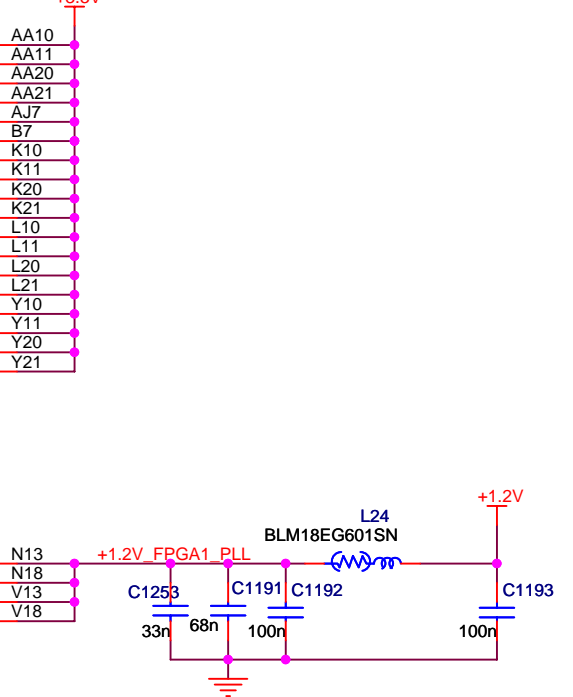 AA10
AA11
AA20
AA21
AJ7
B7
K10
K11
K20
K21
L10
L11
L20
L21
Y10
Y11
Y20
Y21
+1.2V
L24
BLM18EG601SN
N13
+1.2V_FPGA1_PLL
N18
V13
V18
C1253
C1191
C1192
C1193
33n
68n
100n
100n